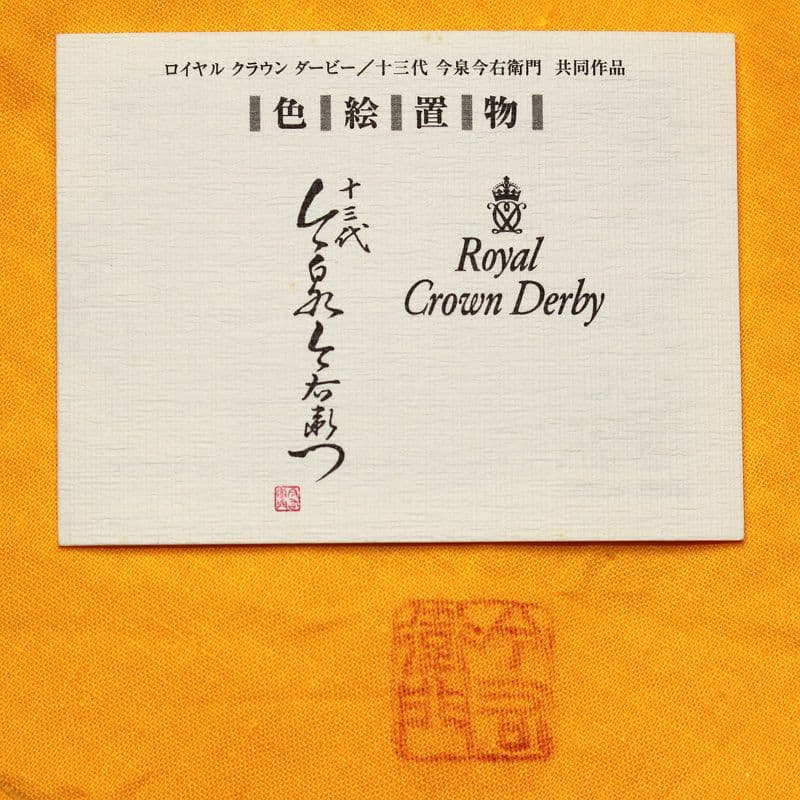 ロイヤル クラウン ダービー／十三代 今泉今右衛門 共同作品
色絵置物
十三代
今泉今右衛門
Royal
Crown Derby